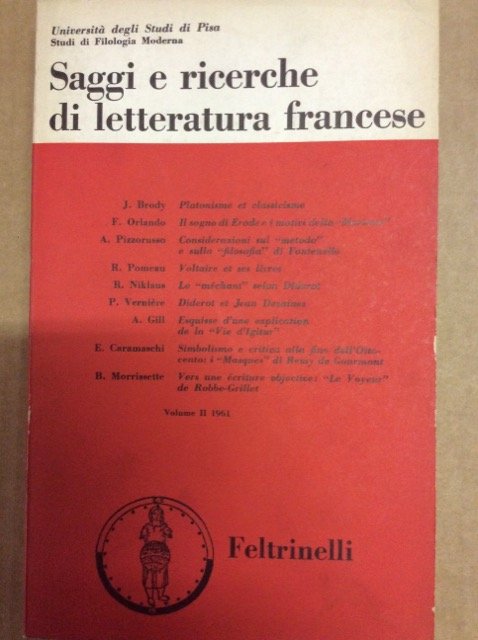 Università degli Studi di Pisa
Studi di Filologia Moderna
Saggi e ricerche
di letteratura francese
J. Brody Platonisme et classicisme
F. Orlando Il sogno di Erode e i motivi della "Marianne"
A. Pizzorusso Considerazioni sul "metodo"
e sulla "filosofia" di Fontenelle
R. Pomeau Voltaire et ses livres
R. Niklaus Le "méchant" selon Diderot
P. Vernière Diderot et Jean Devaines
A. Gill Esquisse d'une explication
de la "Vie d'Igitur"
E. Caramaschi Simbolismo e critica alla fine dell'Otto-
cento: i "Masques" di Remy de Gourmont
B. Morrissette Vers une écriture objective: "Le Voyeur"
de Robbe-Grillet
Volume II 1961
Feltrinelli